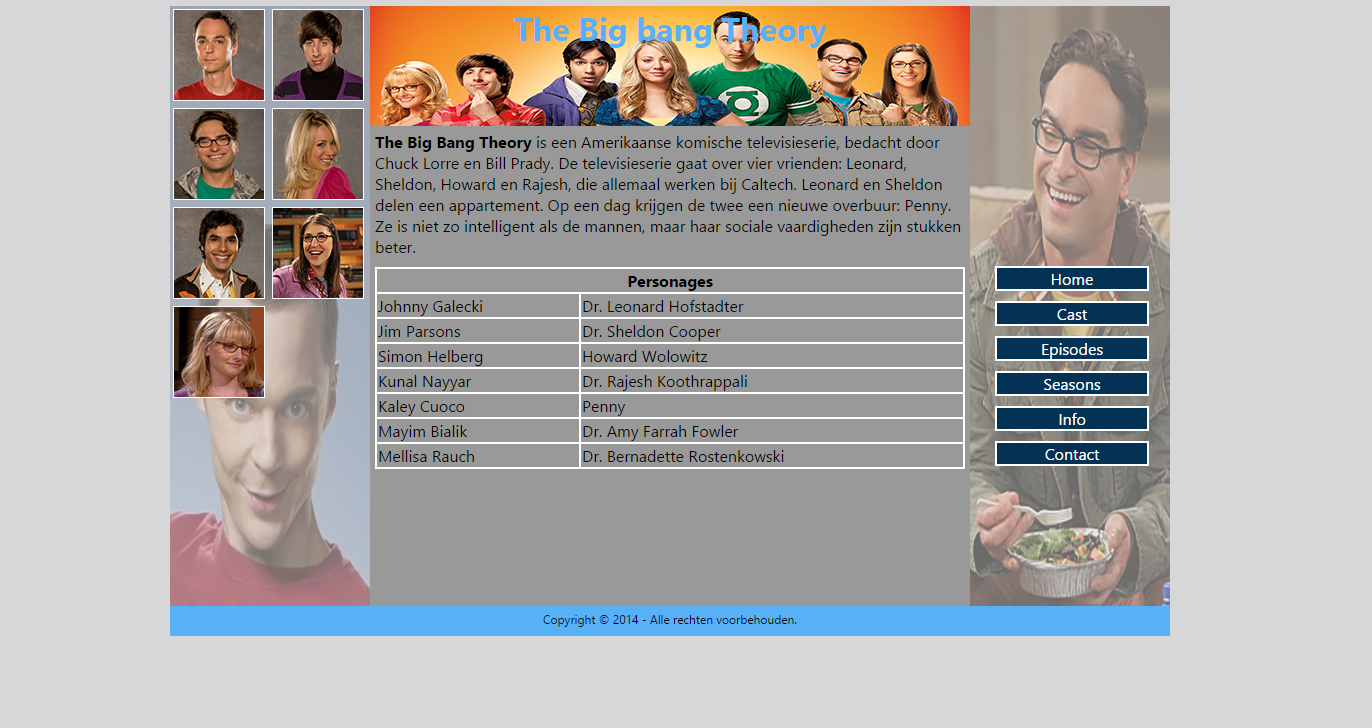 The Big bang Theory
The Big Bang Theory is een Amerikaanse komische televisieserie, bedacht door
Chuck Lorre en Bill Prady. De televisieserie gaat over vier vrienden: Leonard,
Sheldon, Howard en Rajesh, die allemaal werken bij Caltech. Leonard en Sheldon
delen een appartement. Op een dag krijgen de twee een nieuwe overbuur: Penny.
Ze is niet zo intelligent als de mannen, maar haar sociale vaardigheden zijn stukken
beter.
Personages
Johnny Galecki Dr. Leonard Hofstadter
Jim Parsons Dr. Sheldon Cooper
Simon Helberg Howard Wolowitz
Kunal Nayyar Dr. Rajesh Koothrappali
Kaley Cuoco Penny
Mayim Bialik Dr. Amy Farrah Fowler
Mellisa Rauch Dr. Bernadette Rostenkowski
Home
Cast
Episodes
Seasons
Info
Contact
Copyright © 2014 - Alle rechten voorbehouden.